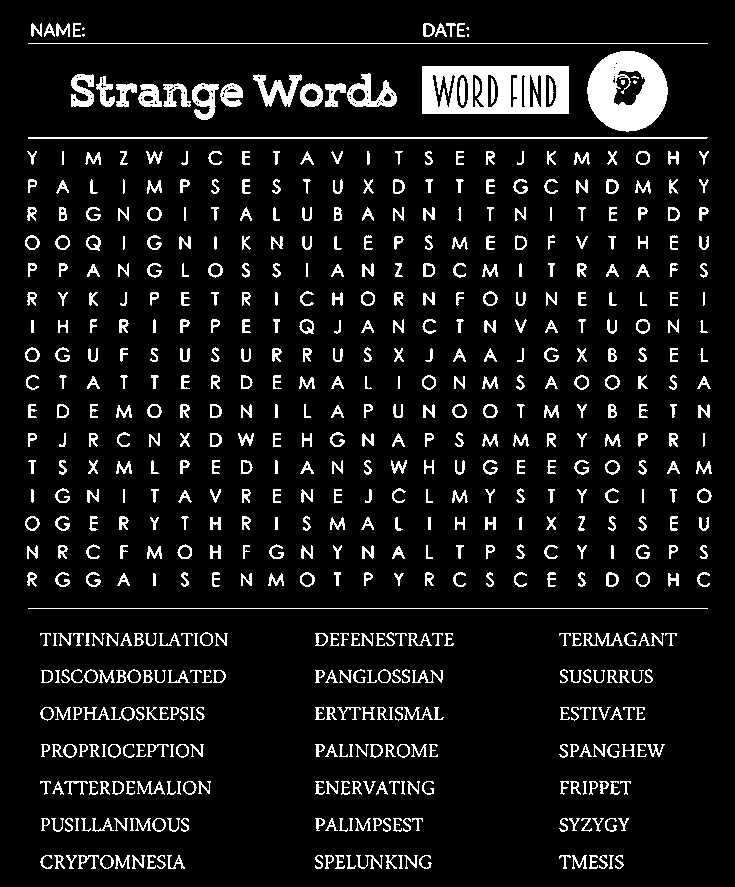 NAME: DATE:
Strange Words WORD FIND
Y I M Z W J C E T A V I T S E R J K M X O H Y
P A L I M P S E S T U X D T T E G C N D M K Y
R B G N O I T A L U B A N N I T N I T E P D P
O O Q I G N I K N U L E P S M E D F V T H E U
P P A N G L O S S I A N Z D C M I T R A A F S
R Y K J P E T R I C H O R N F O U N E L L E I
I H F R I P P E T Q J A N C T N V A T U O N L
O G U F S U S U R R U S X J A A J G X B S E L
C T A T T E R D E M A L I O N M S A O O K S A
E D E M O R D N I L A P U N O O T M Y B E T N
P J R C N X D W E H G N A P S M M R Y M P R I
T S X M L P E D I A N S W H U G E E G O S A M
I G N I T A V R E N E J C L M Y S T Y C I T O
O G E R Y T H R I S M A L I H H I X Z S S E U
N R C F M O H F G N Y N A L T P S C Y I G P S
R G G A I S E N M O T P Y R C S C E S D O H C
TINTINNABULATION DEFENESTRATE TERMAGANT
DISCOMBOBULATED PANGLOSSIAN SUSURRUS
OMPHALOSKEPSIS ERYTHRISMAL ESTIVATE
PROPRIOCEPTION PALINDROME SPANGHEW
TATTERDEMALION ENERVATING FRIPPET
PUSILLANIMOUS PALIMPSEST SYZYGY
CRYPTOMNESIA SPELUNKING TMESIS